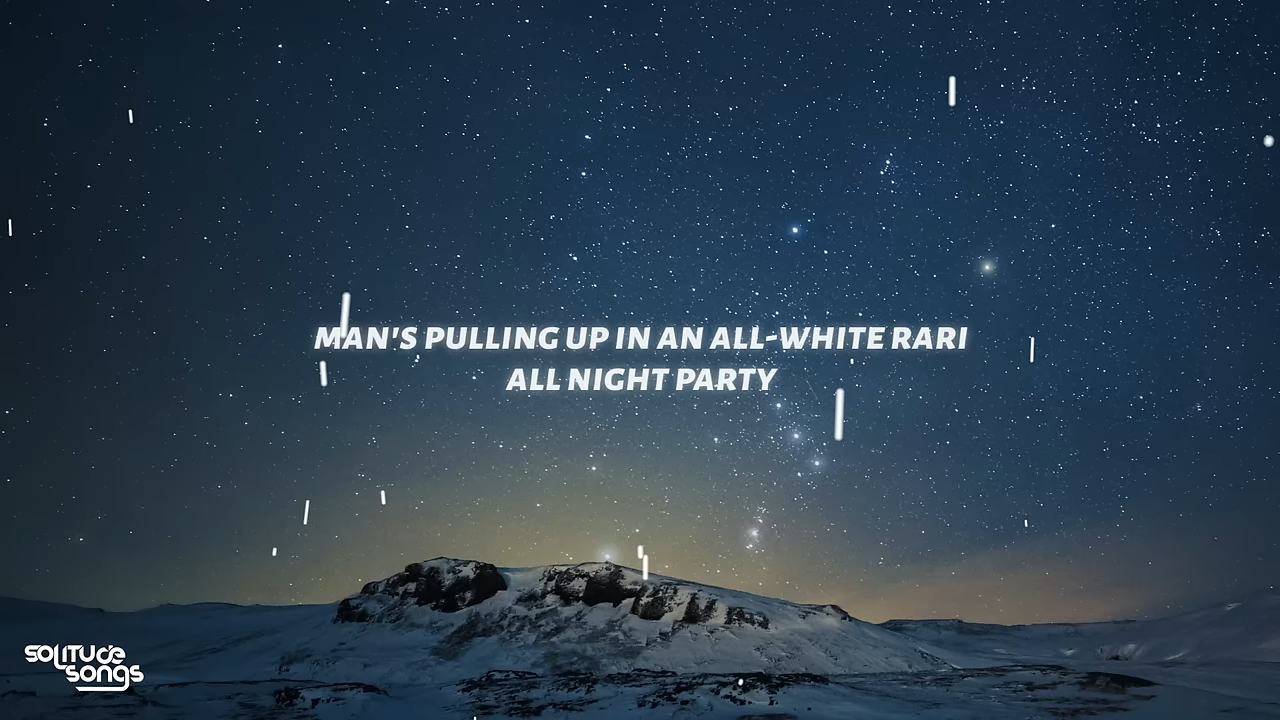 MAN'S PULLING UP IN AN ALL-WHITE RARI
ALL NIGHT PARTY
SOLITUDE
SONGS